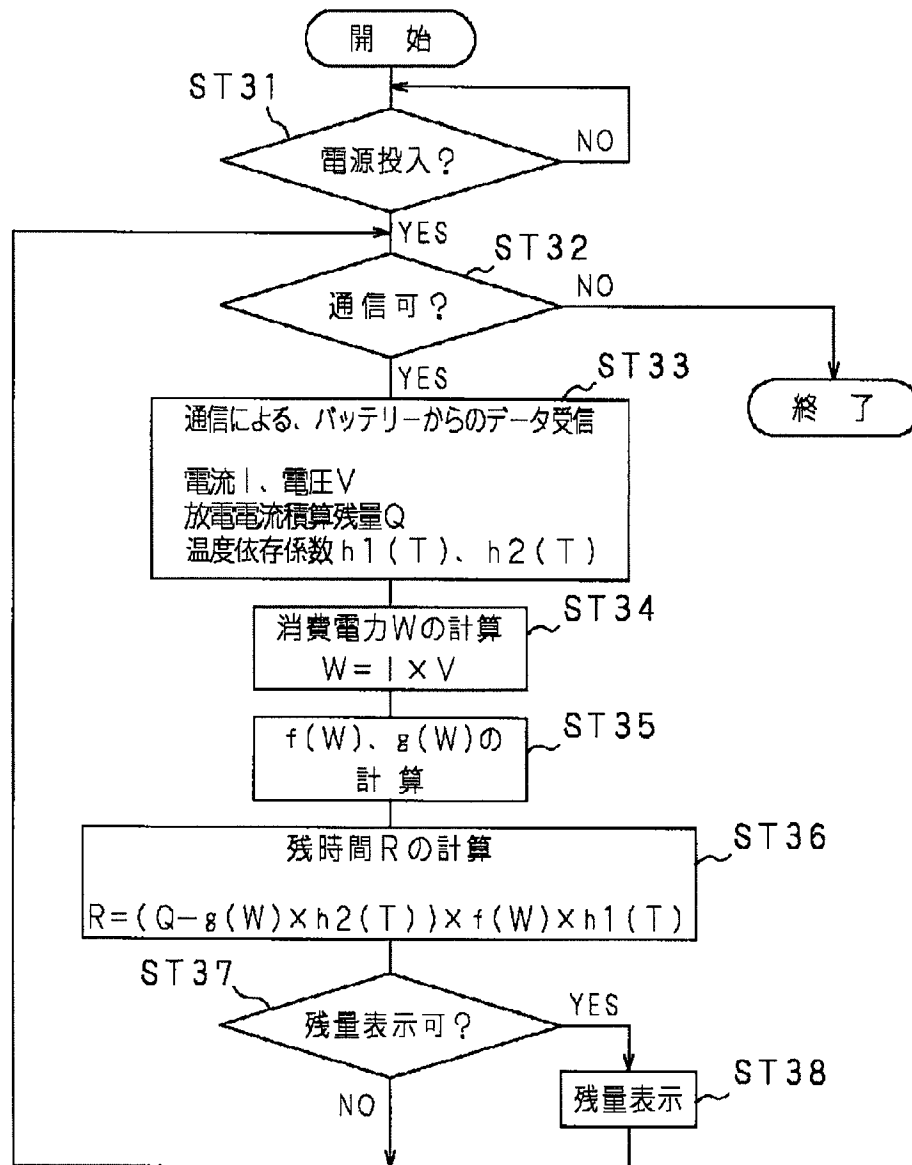 開 始
ST31
電源投入?
NO
YES
ST32
通信可?
NO
YES
ST33
終 了
通信による、バッテリーからのデータ受信
電流I、電圧V
放電電流積算残量Q
温度依存係数h1(T)、h2(T)
ST34
消費電力Wの計算
W=I×V
ST35
f(W)、g(W)の
計 算
ST36
残時間Rの計算
R=(Q-g(W)×h2(T))×f(W)×h1(T)
ST37
残量表示可?
YES
ST38
残量表示
NO